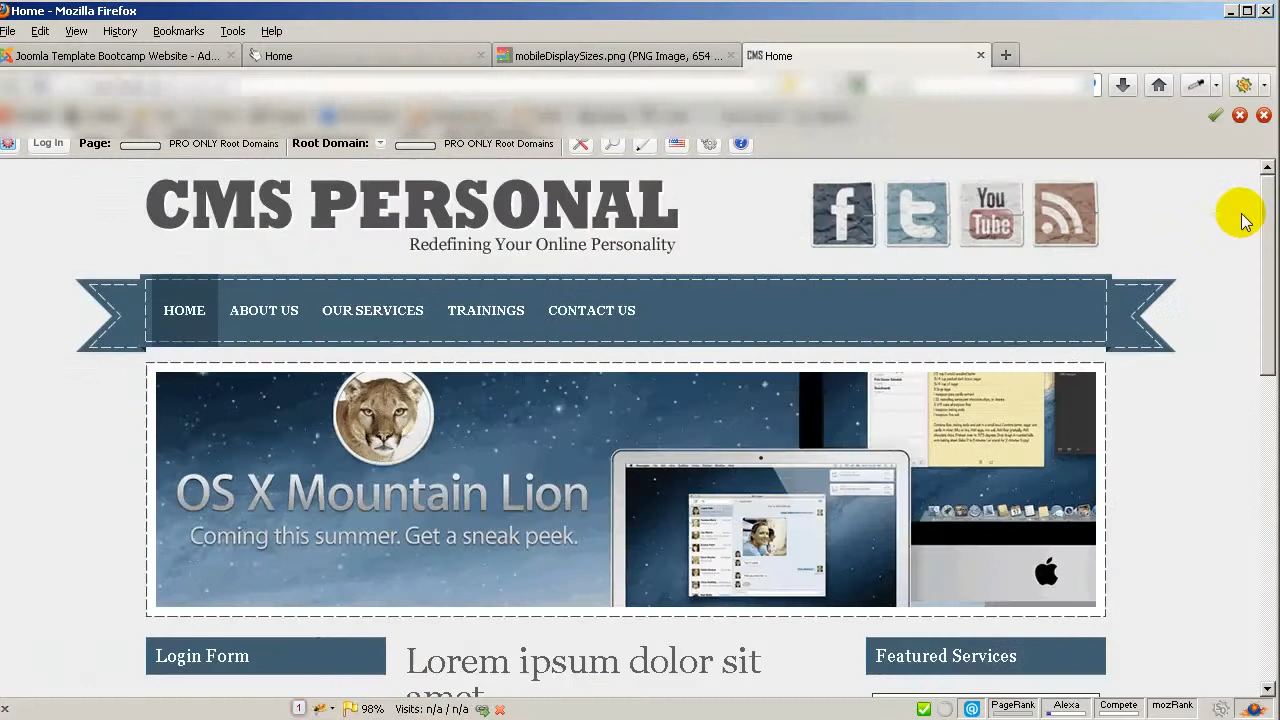 Home - Mozilla Firefox
File Edit View History Bookmarks Tools Help
Joomla Template Bootcamp Website - Ad... Home mobileDisplaySizes.png (PNG Image, 654 ... CMS Home
Log In Page: PRO ONLY Root Domains Root Domain: PRO ONLY Root Domains
CMS PERSONAL
Redefining Your Online Personality
f t You Tube
HOME ABOUT US OUR SERVICES TRAININGS CONTACT US
OS X Mountain Lion
Coming this summer. Get a sneak peek.
Login Form
Lorem ipsum dolor sit
amet
Featured Services
1 98% Visits: n/a / n/a PageRank Alexa Compete mozRank